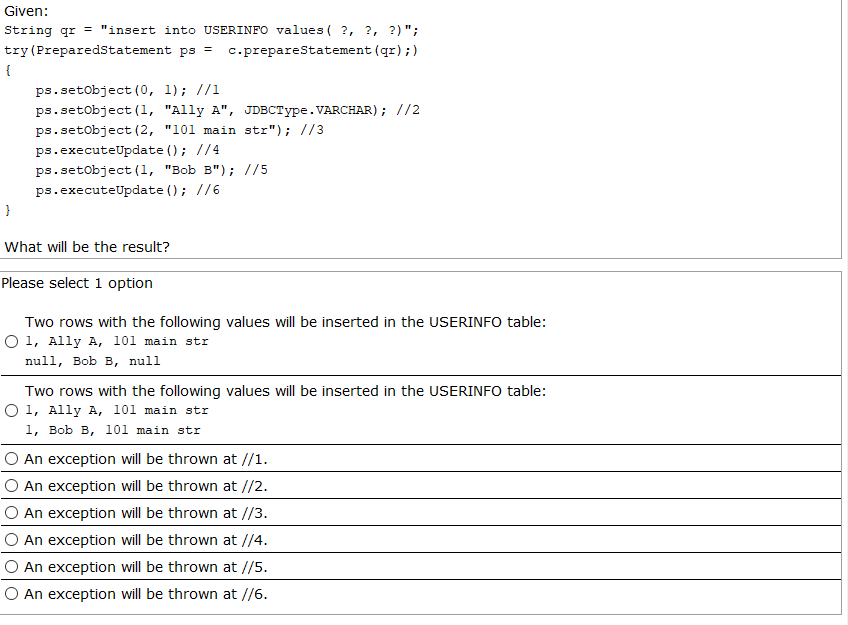 Given:
String qr = "insert into USERINFO values( ?, ?, ?)";
try(PreparedStatement ps =  c.prepareStatement(qr);)
{
    ps.setObject(0, 1); //1
    ps.setObject(1, "Ally A", JDBCType.VARCHAR); //2
    ps.setObject(2, "101 main str"); //3
    ps.executeUpdate(); //4
    ps.setObject(1, "Bob B"); //5
    ps.executeUpdate(); //6
}
What will be the result?
Please select 1 option
Two rows with the following values will be inserted in the USERINFO table:
1, Ally A, 101 main str
null, Bob B, null
Two rows with the following values will be inserted in the USERINFO table:
1, Ally A, 101 main str
1, Bob B, 101 main str
An exception will be thrown at //1.
An exception will be thrown at //2.
An exception will be thrown at //3.
An exception will be thrown at //4.
An exception will be thrown at //5.
An exception will be thrown at //6.